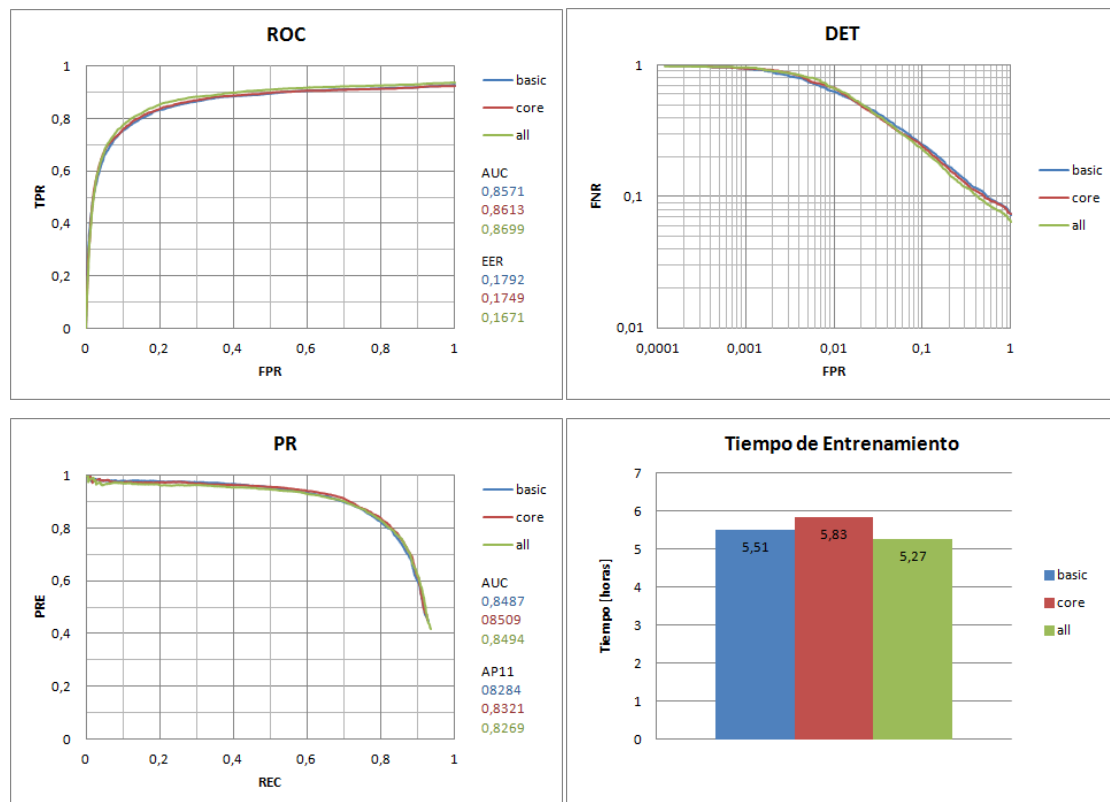 ROC
1
0,8
0,6
0,4
0,2
0
TPR
0
0,2
0,4
0,6
0,8
1
FPR
basic
core
all
AUC
0,8571
0,8613
0,8699
EER
0,1792
0,1749
0,1671
DET
1
0,1
0,01
FNR
0,0001
0,001
0,01
0,1
1
FPR
basic
core
all
PR
1
0,8
0,6
0,4
0,2
0
PRE
0
0,2
0,4
0,6
0,8
1
REC
basic
core
all
AUC
0,8487
08509
0,8494
AP11
08284
0,8321
0,8269
Tiempo de Entrenamiento
7
6
5
4
3
2
1
0
Tiempo [horas]
5,51
5,83
5,27
basic
core
all